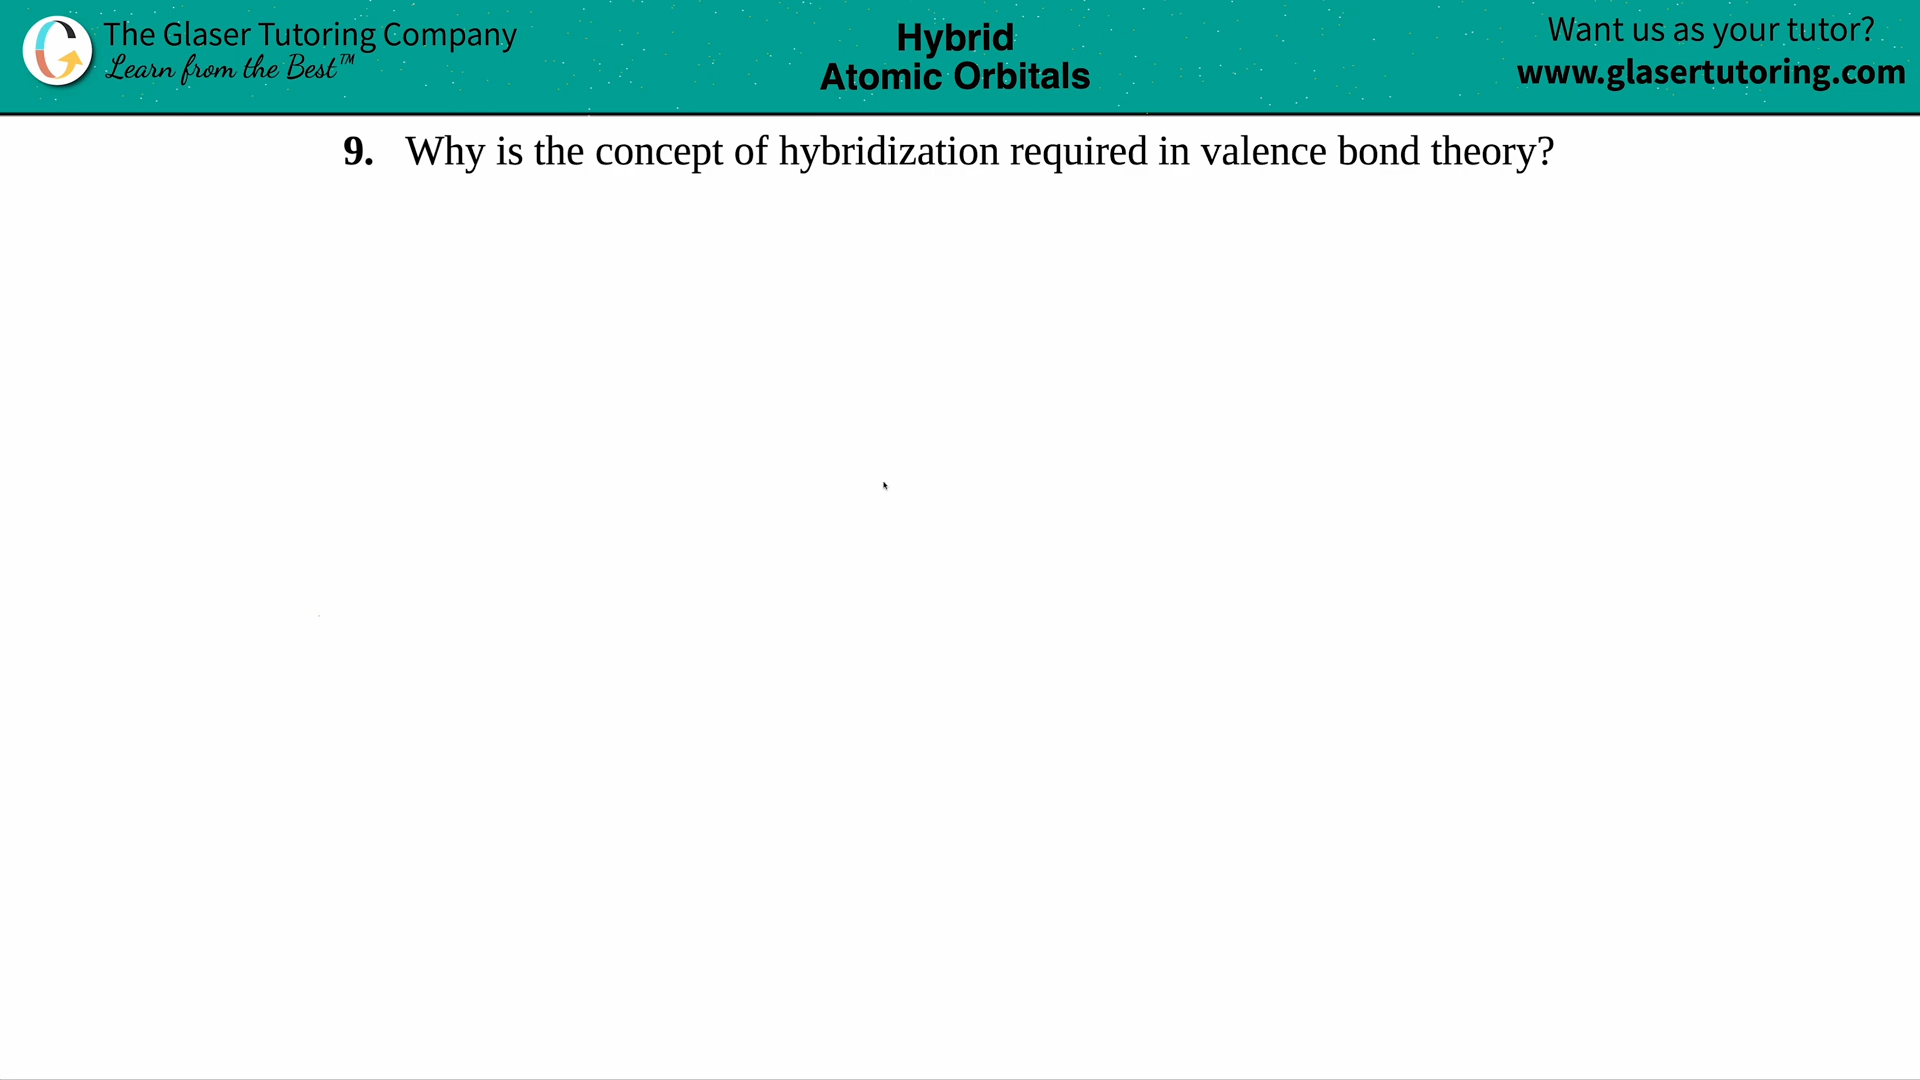 The Glaser Tutoring Company
Learn from the Best™
Hybrid
Atomic Orbitals
Want us as your tutor?
www.glasertutoring.com
9. Why is the concept of hybridization required in valence bond theory?